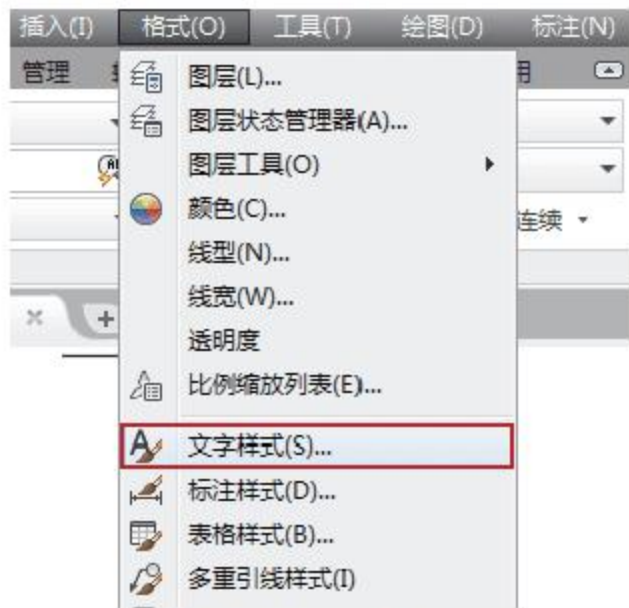 插入(I) 格式(O) 工具(T) 绘图(D) 标注(N)
管理 用
图层(L)...
图层状态管理器(A)...
图层工具(O)
颜色(C)...
连续
线型(N)...
线宽(W)...
透明度
比例缩放列表(E)...
文字样式(S)...
标注样式(D)...
表格样式(B)...
多重引线样式(I)